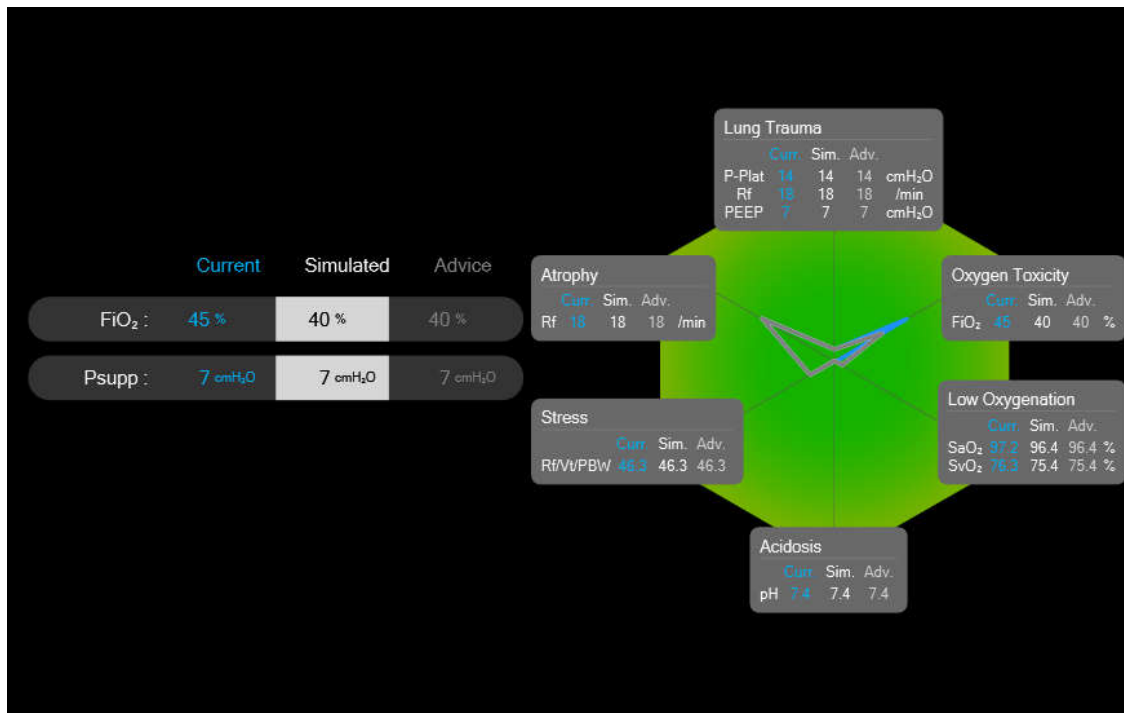 Current Simulated Advice
FiO₂ : 45 % 40 % 40 %
Psupp : 7 cmH₂O 7 cmH₂O 7 cmH₂O
Lung Trauma
Curr. Sim. Adv.
P-Plat 14 14 14 cmH₂O
Rf 18 18 18 /min
PEEP 7 7 7 cmH₂O
Atrophy
Curr. Sim. Adv.
Rf 18 18 18 /min
Oxygen Toxicity
Curr. Sim. Adv.
FiO₂ 45 40 40 %
Stress
Curr. Sim. Adv.
Rf/Vt/PBW 46.3 46.3 46.3
Low Oxygenation
Curr. Sim. Adv.
SaO₂ 97.2 96.4 96.4 %
SvO₂ 76.3 75.4 75.4 %
Acidosis
Curr. Sim. Adv.
pH 7.4 7.4 7.4